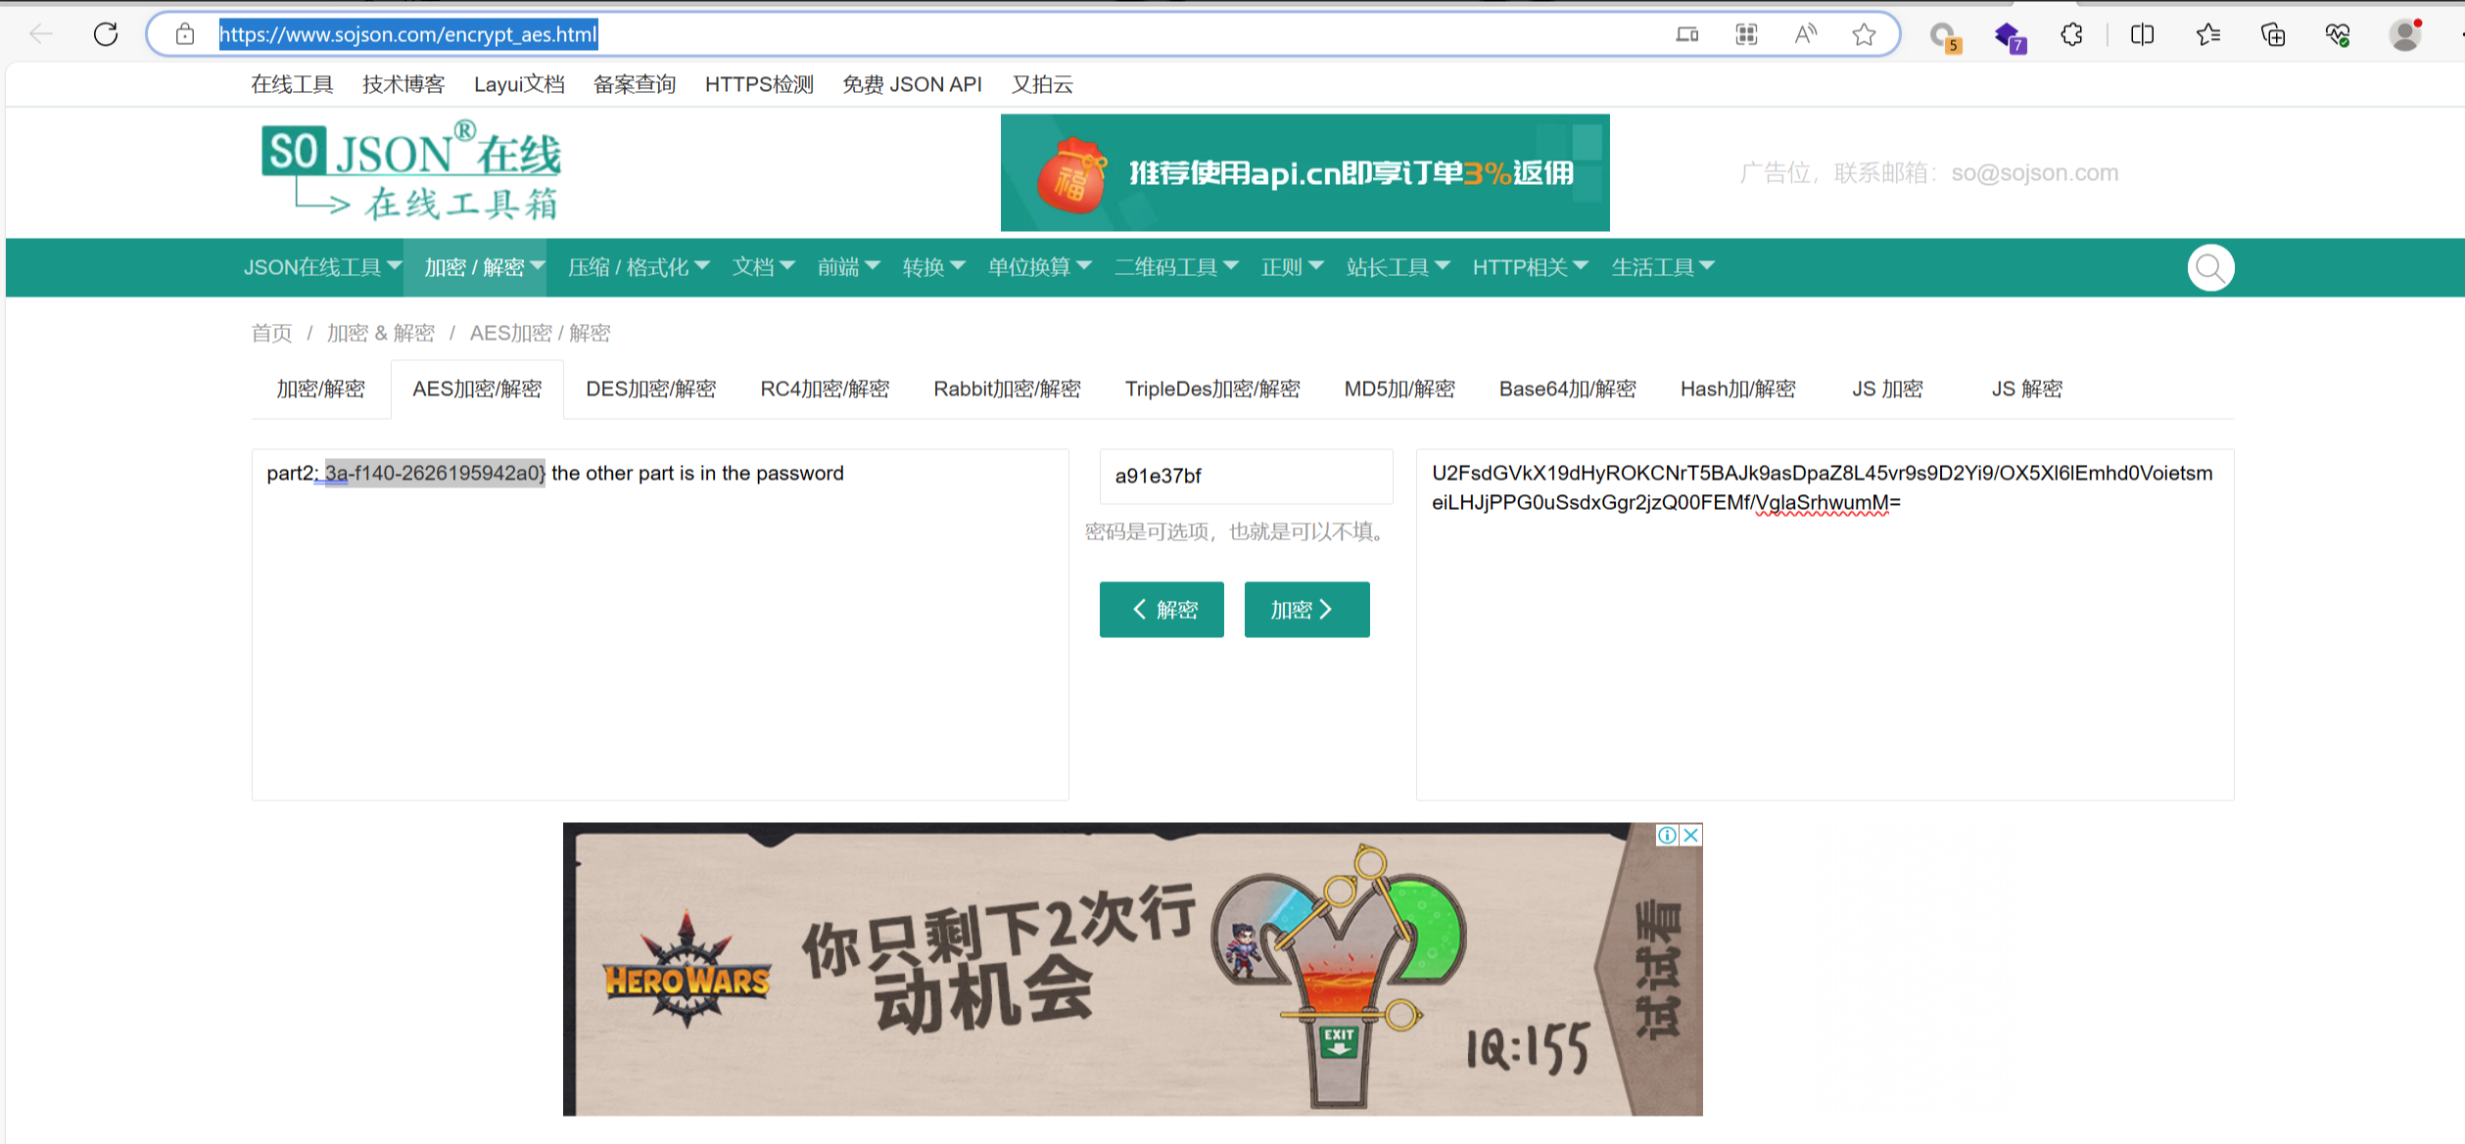 https://www.sojson.com/encrypt_aes.html
5
7
在线工具 技术博客 Layui文档 备案查询 HTTPS检测 免费 JSON API 又拍云
SO JSON®在线
在线工具箱
福
推荐使用api.cn即享订单3%返佣
广告位，联系邮箱：so@sojson.com
JSON在线工具 加密 / 解密 压缩 / 格式化 文档 前端 转换 单位换算 二维码工具 正则 站长工具 HTTP相关 生活工具
首页 / 加密 & 解密 / AES加密 / 解密
加密/解密 AES加密/解密 DES加密/解密 RC4加密/解密 Rabbit加密/解密 TripleDes加密/解密 MD5加/解密 Base64加/解密 Hash加/解密 JS 加密 JS 解密
part2; 3a-f140-2626195942a0} the other part is in the password
a91e37bf
密码是可选项，也就是可以不填。
解密 加密
U2FsdGVkX19dHyROKCNrT5BAJk9asDpaZ8L45vr9s9D2Yi9/OX5Xl6lEmhd0Voietsm
eiLHJjPPG0uSsdxGgr2jzQ00FEMf/VglaSrhwumM=
HERO WARS
你只剩下2次行
动机会
EXIT
IQ:155
试试看